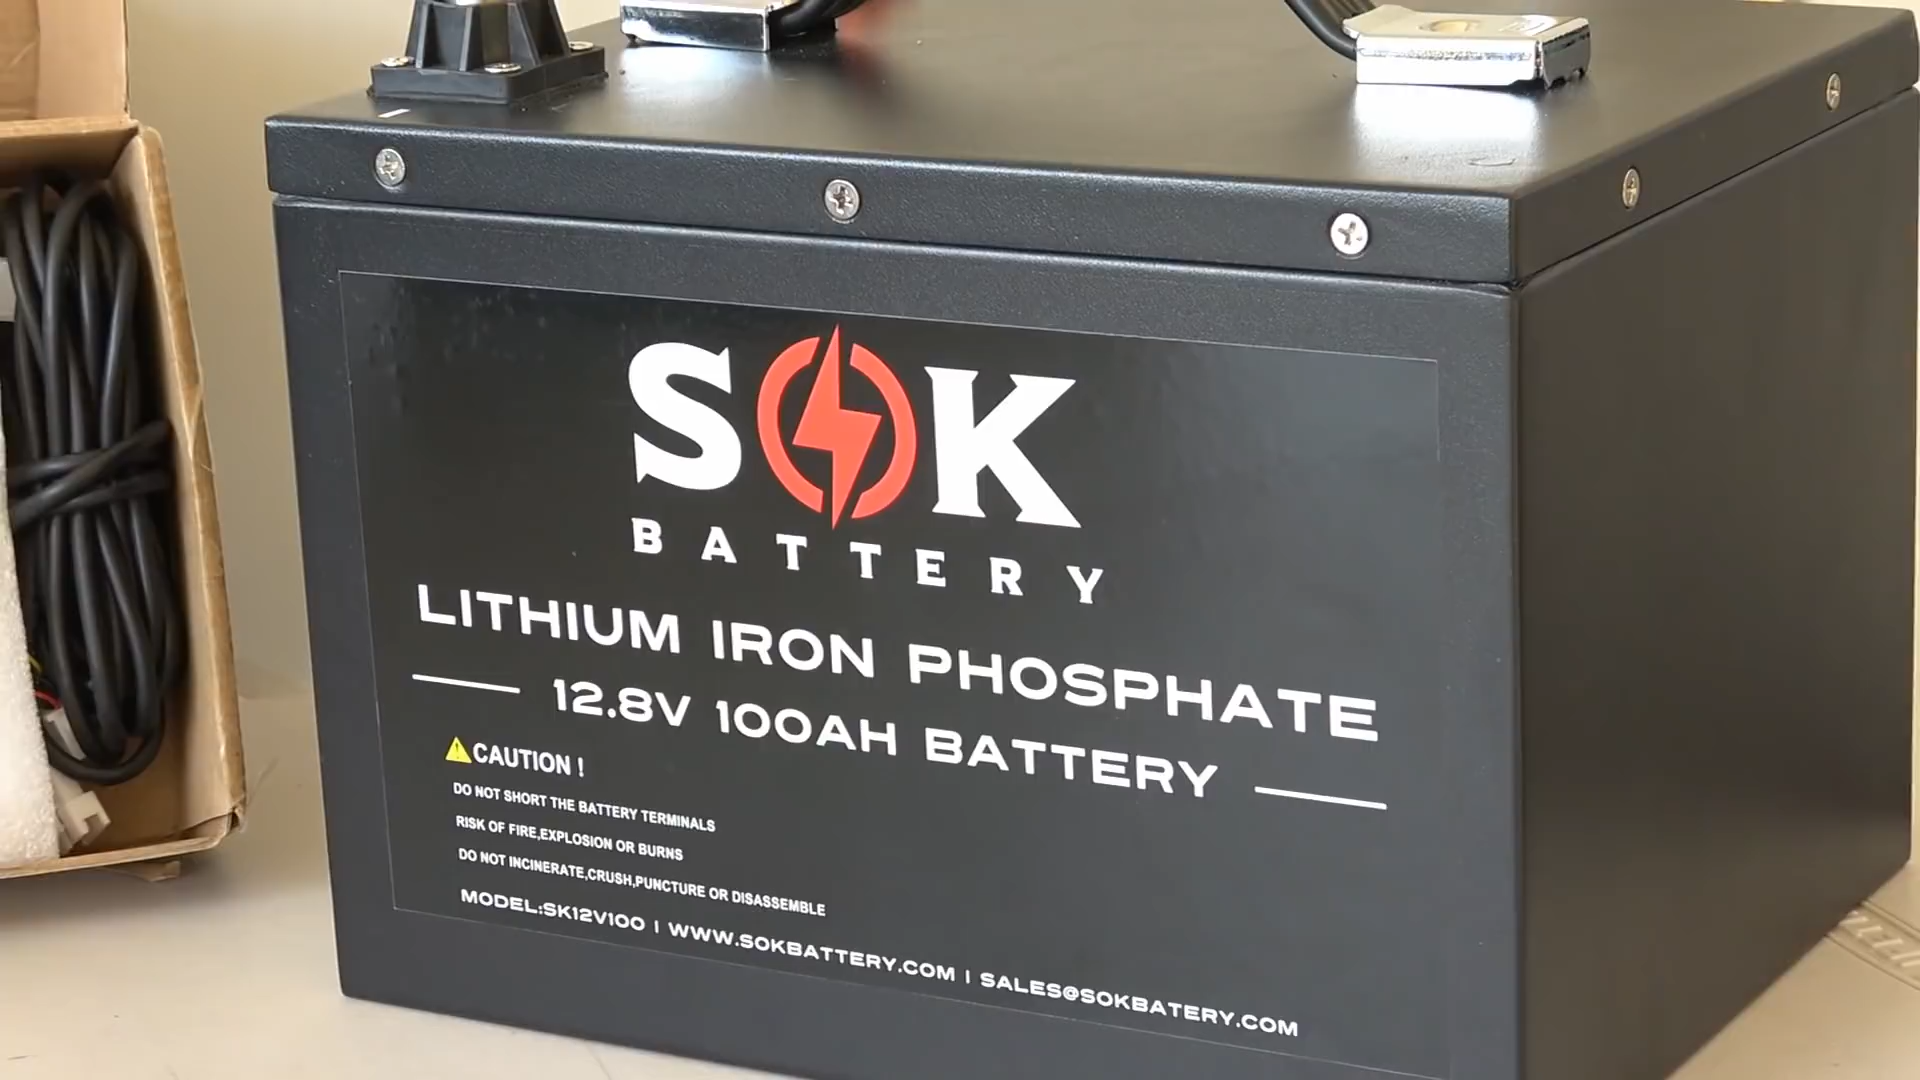 SOK
BATTERY
LITHIUM IRON PHOSPHATE
12.8V 100AH BATTERY
CAUTION !
DO NOT SHORT THE BATTERY TERMINALS
RISK OF FIRE,EXPLOSION OR BURNS
DO NOT INCINERATE,CRUSH,PUNCTURE OR DISASSEMBLE
MODEL:SK12V100 | WWW.SOKBATTERY.COM | SALES@SOKBATERY.COM